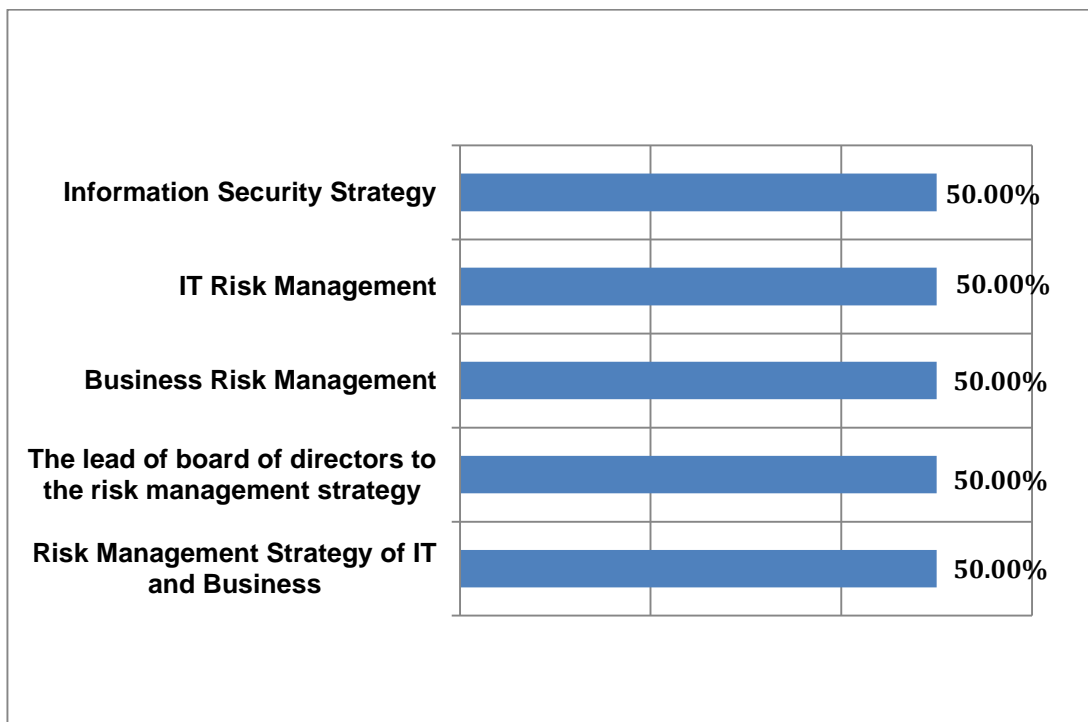 Information Security Strategy
50.00%
IT Risk Management
50.00%
Business Risk Management
50.00%
The lead of board of directors to
the risk management strategy
50.00%
Risk Management Strategy of IT
and Business
50.00%